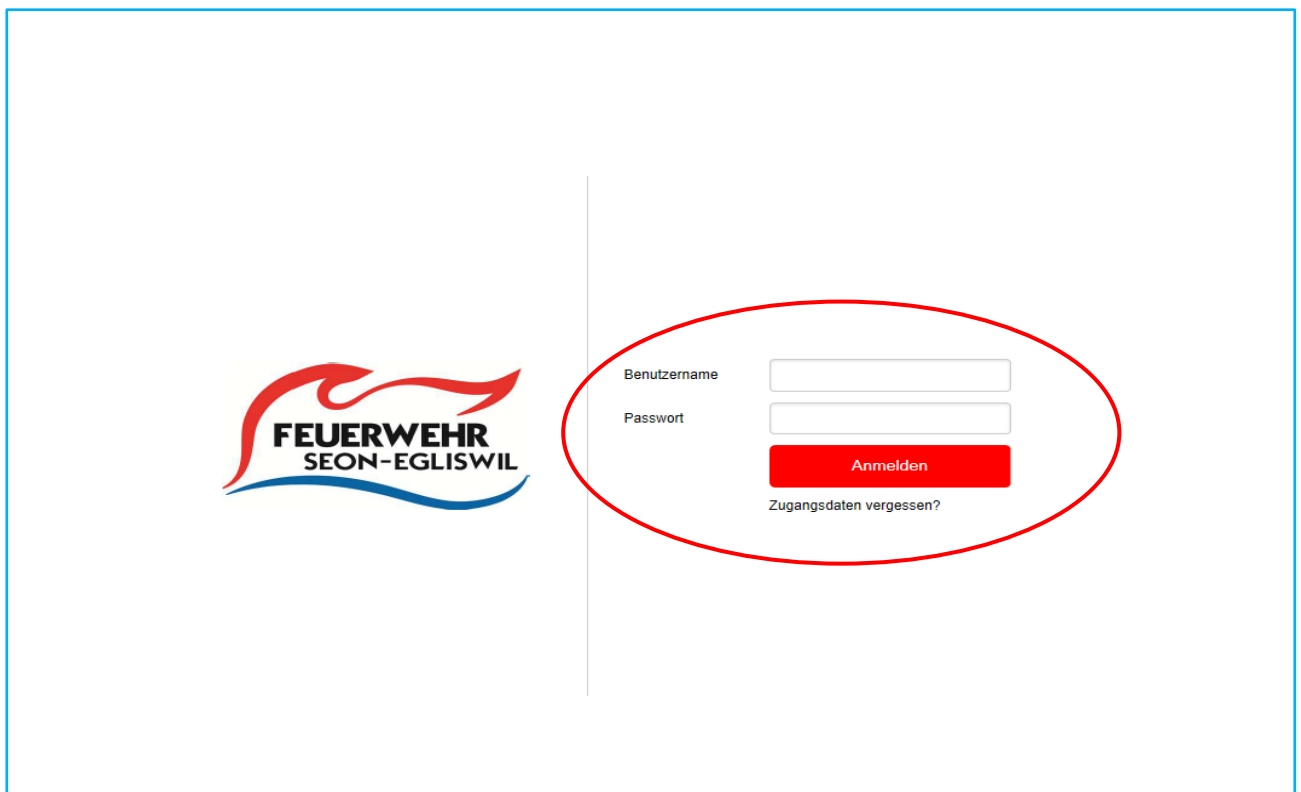 FEUERWEHR
SEON-EGLISWIL
Benutzername
Passwort
Anmelden
Zugangsdaten vergessen?